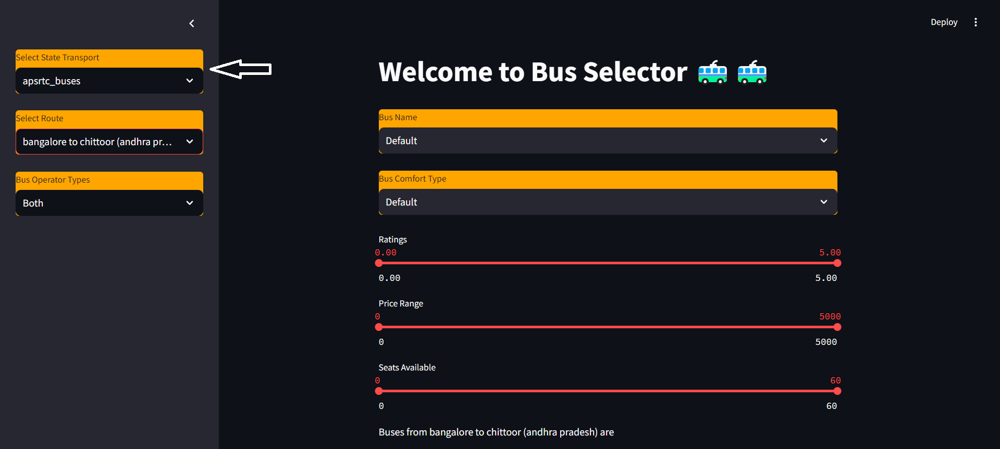 Deploy
Select State Transport
apsrtc_buses
Select Route
bangalore to chittoor (andhra pr...
Bus Operator Types
Both
Welcome to Bus Selector
Bus Name
Default
Bus Comfort Type
Default
Ratings
0.00 5.00
0.00 5.00
Price Range
0 5000
0 5000
Seats Available
0 60
0 60
Buses from bangalore to chittoor (andhra pradesh) are